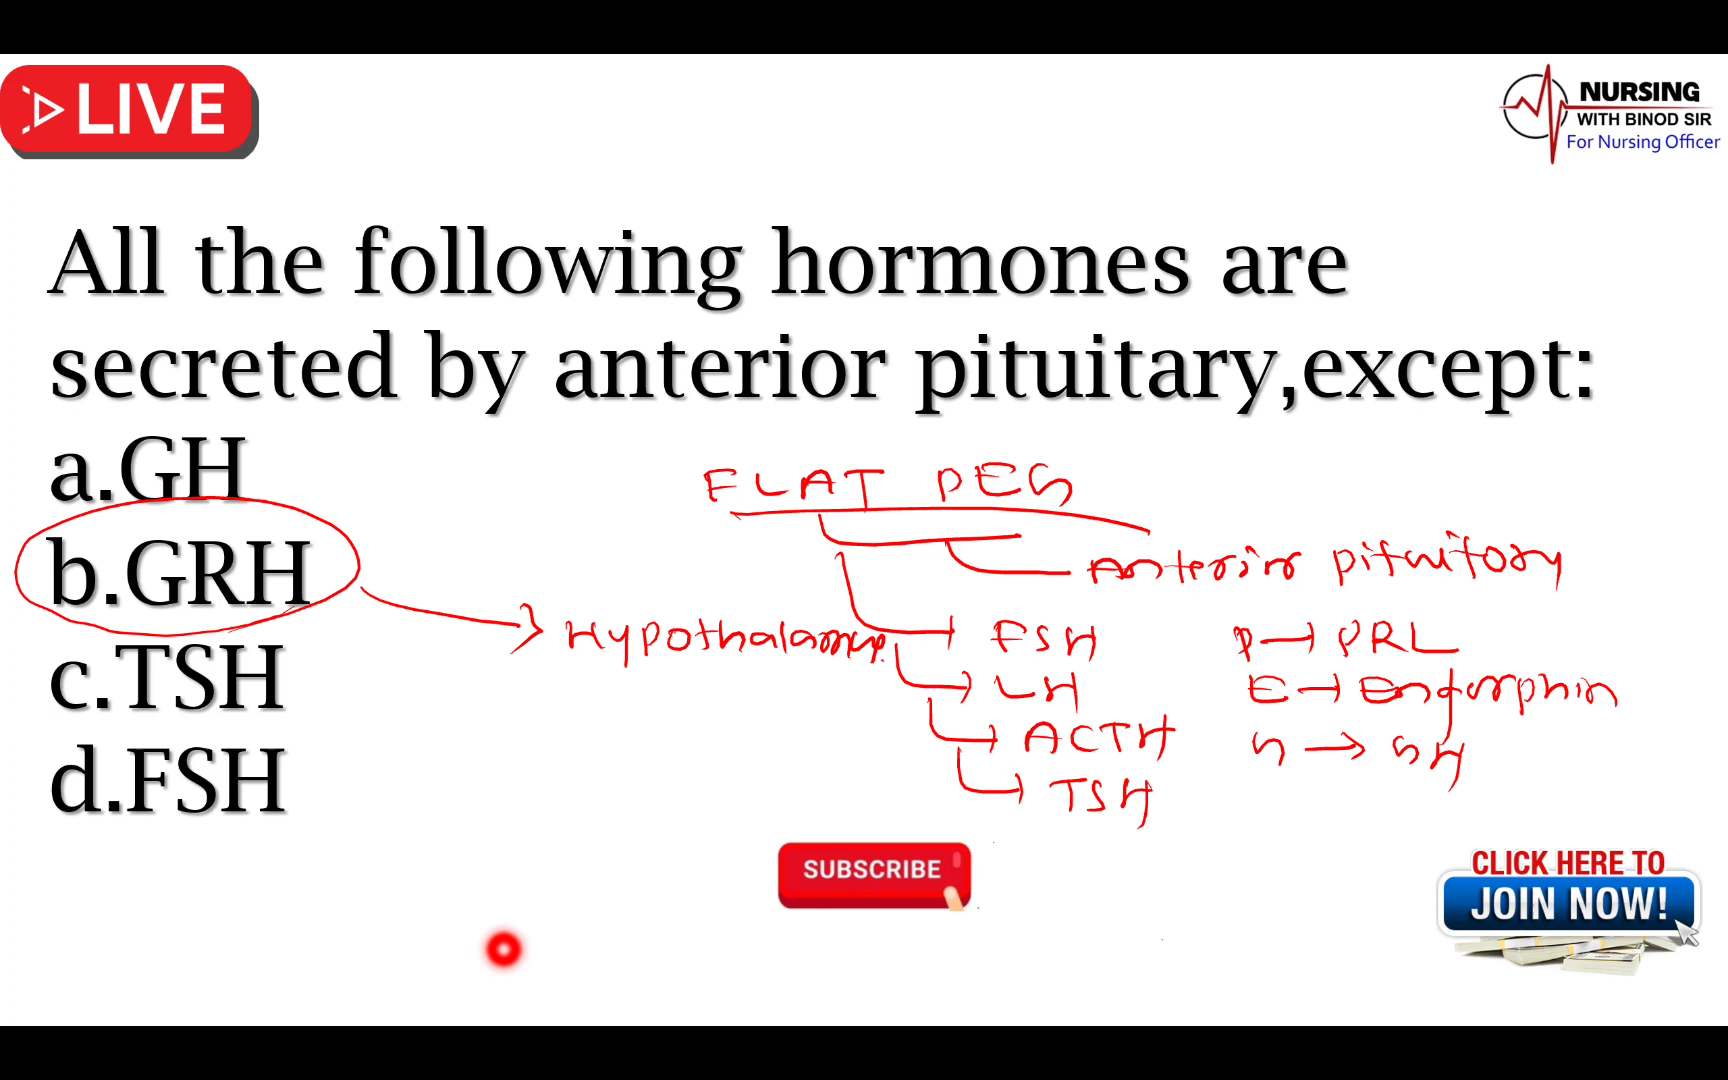 LIVE
NURSING
WITH BINOD SIR
For Nursing Officer
All the following hormones are
secreted by anterior pituitary,except:
a.GH
b.GRH
c.TSH
d.FSH
FLAT PEG
Anterior pituitory
Hypothalamus
FSH
LH
ACTH
TSH
P → PRL
E → Endorphin
G → GH
SUBSCRIBE
CLICK HERE TO
JOIN NOW!